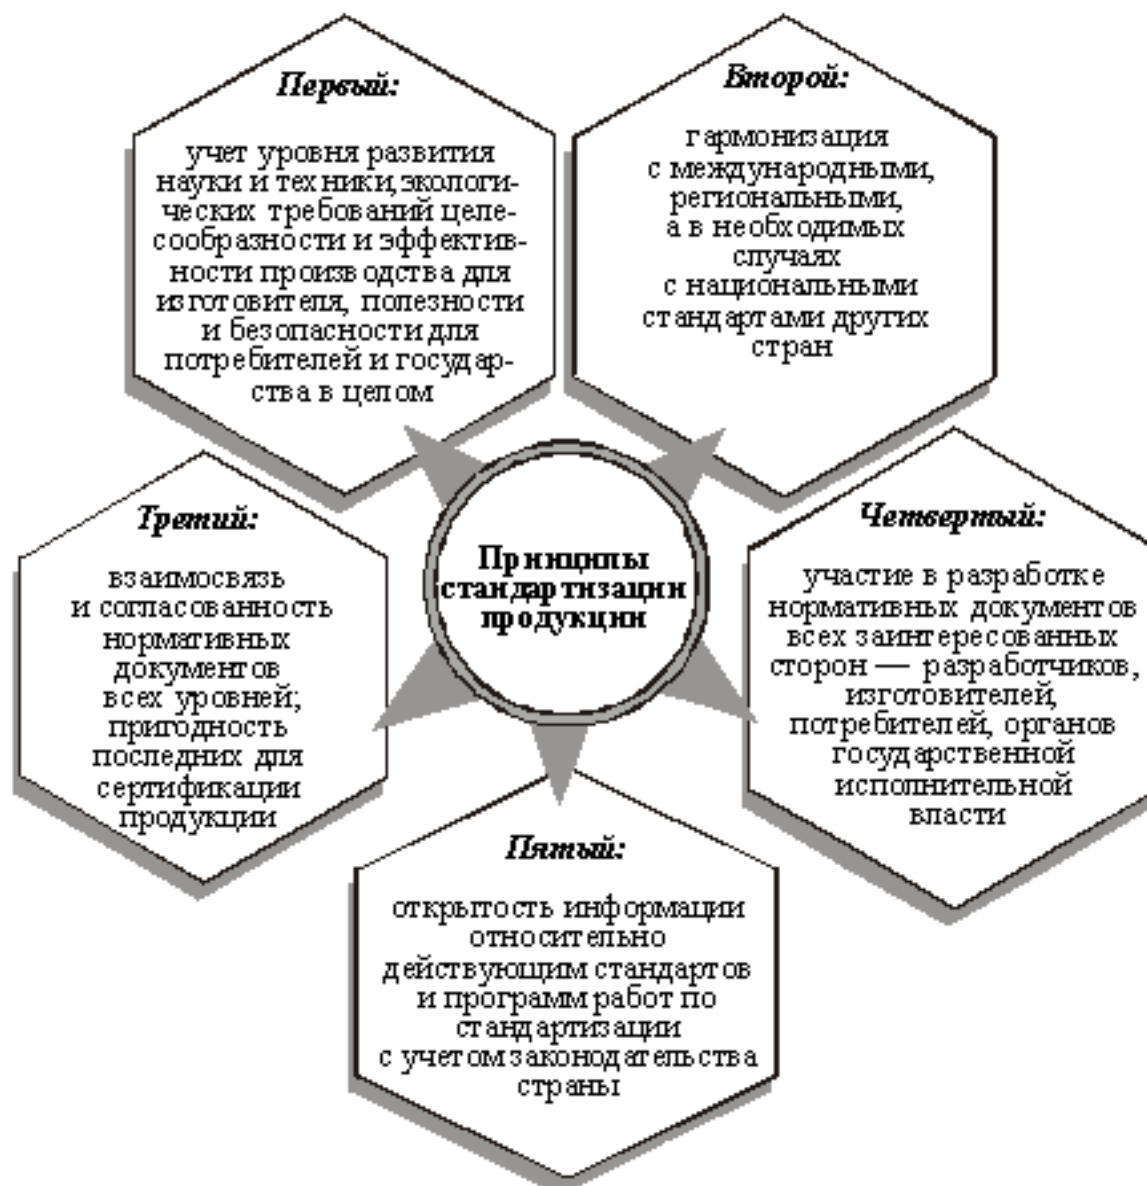 Первый:
учет уровня развития
науки и техники, экологи-
ческих требований целе-
сообразности и эффектив-
ности производства для
изготовителя, полезности
и безопасности для
потребителей и государ-
ства в целом
Второй:
гармонизация
с международными,
региональными,
а в необходимых
случаях
с национальными
стандартами других
стран
Принципы
стандартизации
продукции
Третий:
взаимосвязь
и согласованность
нормативных
документов
всех уровней;
пригодность
последних для
сертификации
продукции
Четвертый:
участие в разработке
нормативных документов
всех заинтересованных
сторон — разработчиков,
изготовителей,
потребителей, органов
государственной
исполнительной
власти
Пятый:
открытость информации
относительно
действующим стандартов
и программ работ по
стандартизации
с учетом законодательства
страны